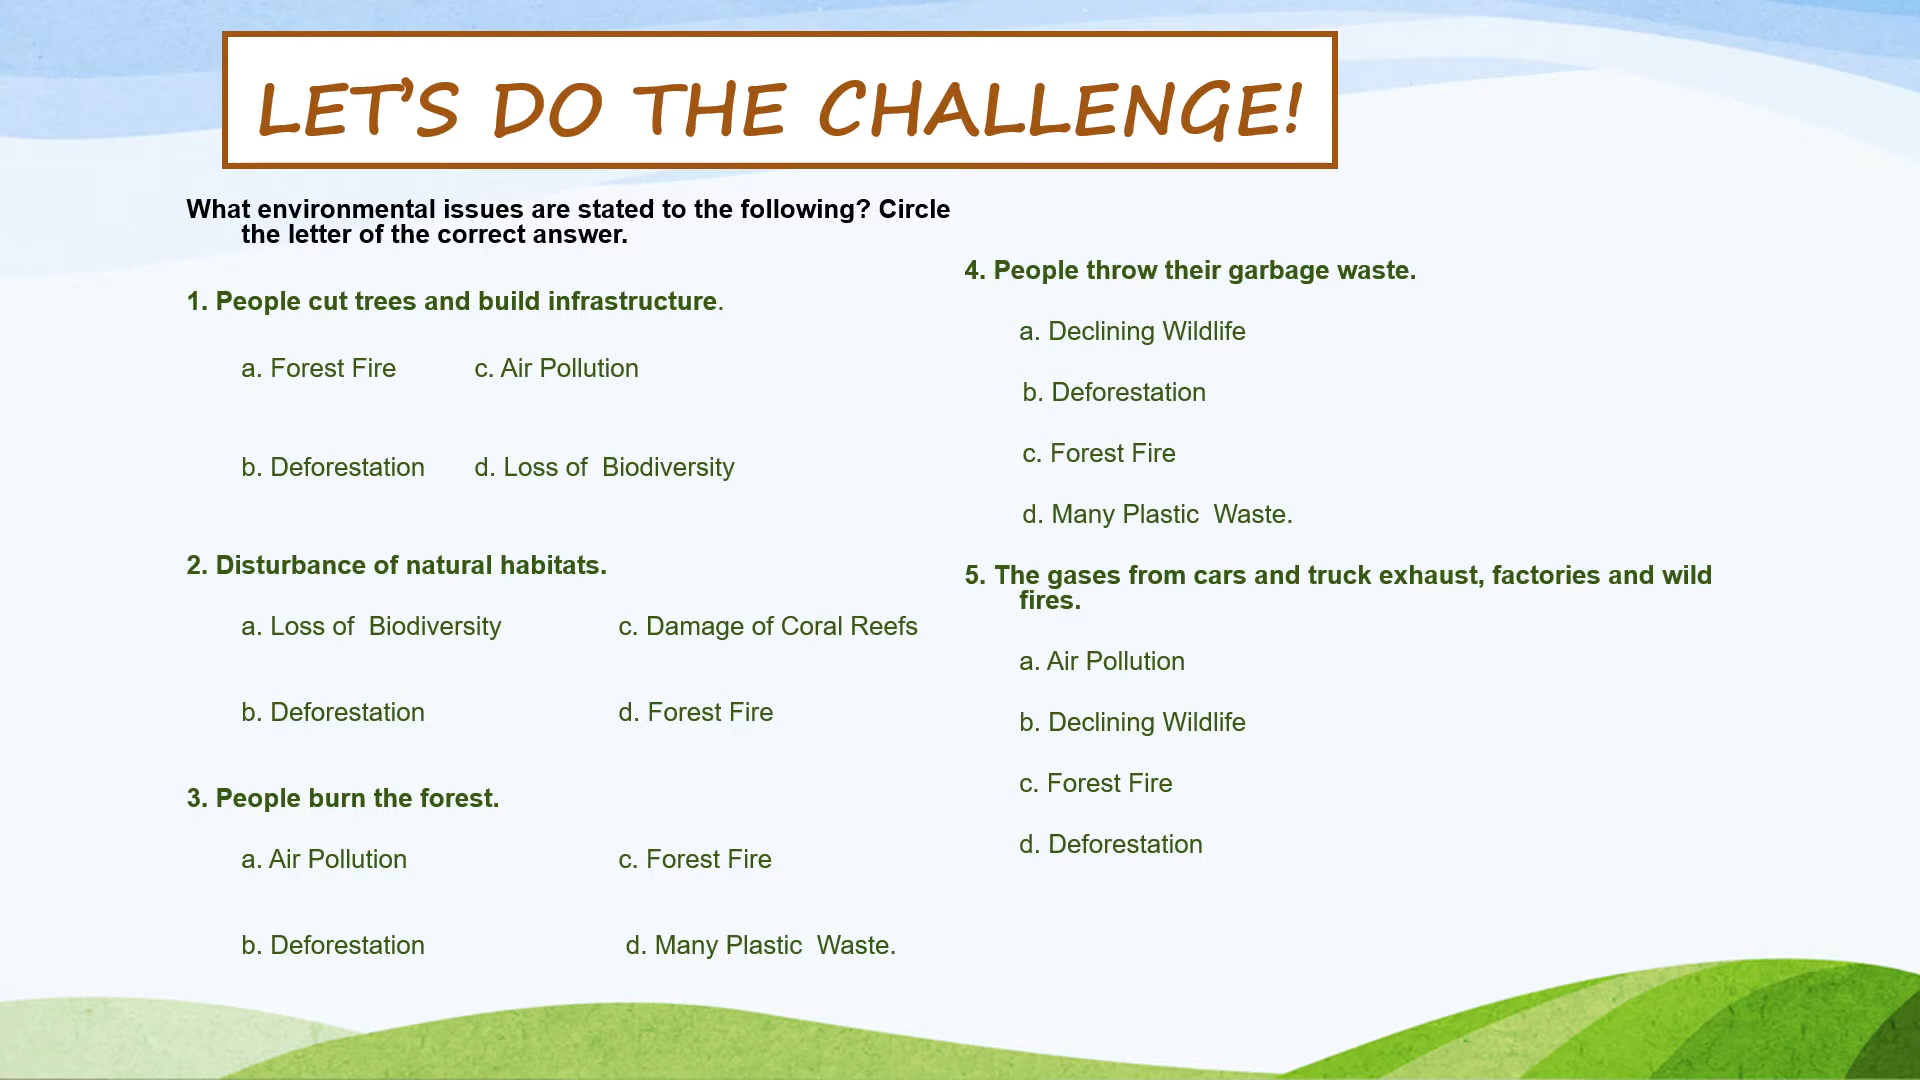 LET’S DO THE CHALLENGE!
What environmental issues are stated to the following? Circle
the letter of the correct answer.
1. People cut trees and build infrastructure.
a. Forest Fire c. Air Pollution
b. Deforestation d. Loss of Biodiversity
2. Disturbance of natural habitats.
a. Loss of Biodiversity c. Damage of Coral Reefs
b. Deforestation d. Forest Fire
3. People burn the forest.
a. Air Pollution c. Forest Fire
b. Deforestation d. Many Plastic Waste.
4. People throw their garbage waste.
a. Declining Wildlife
b. Deforestation
c. Forest Fire
d. Many Plastic Waste.
5. The gases from cars and truck exhaust, factories and wild
fires.
a. Air Pollution
b. Declining Wildlife
c. Forest Fire
d. Deforestation